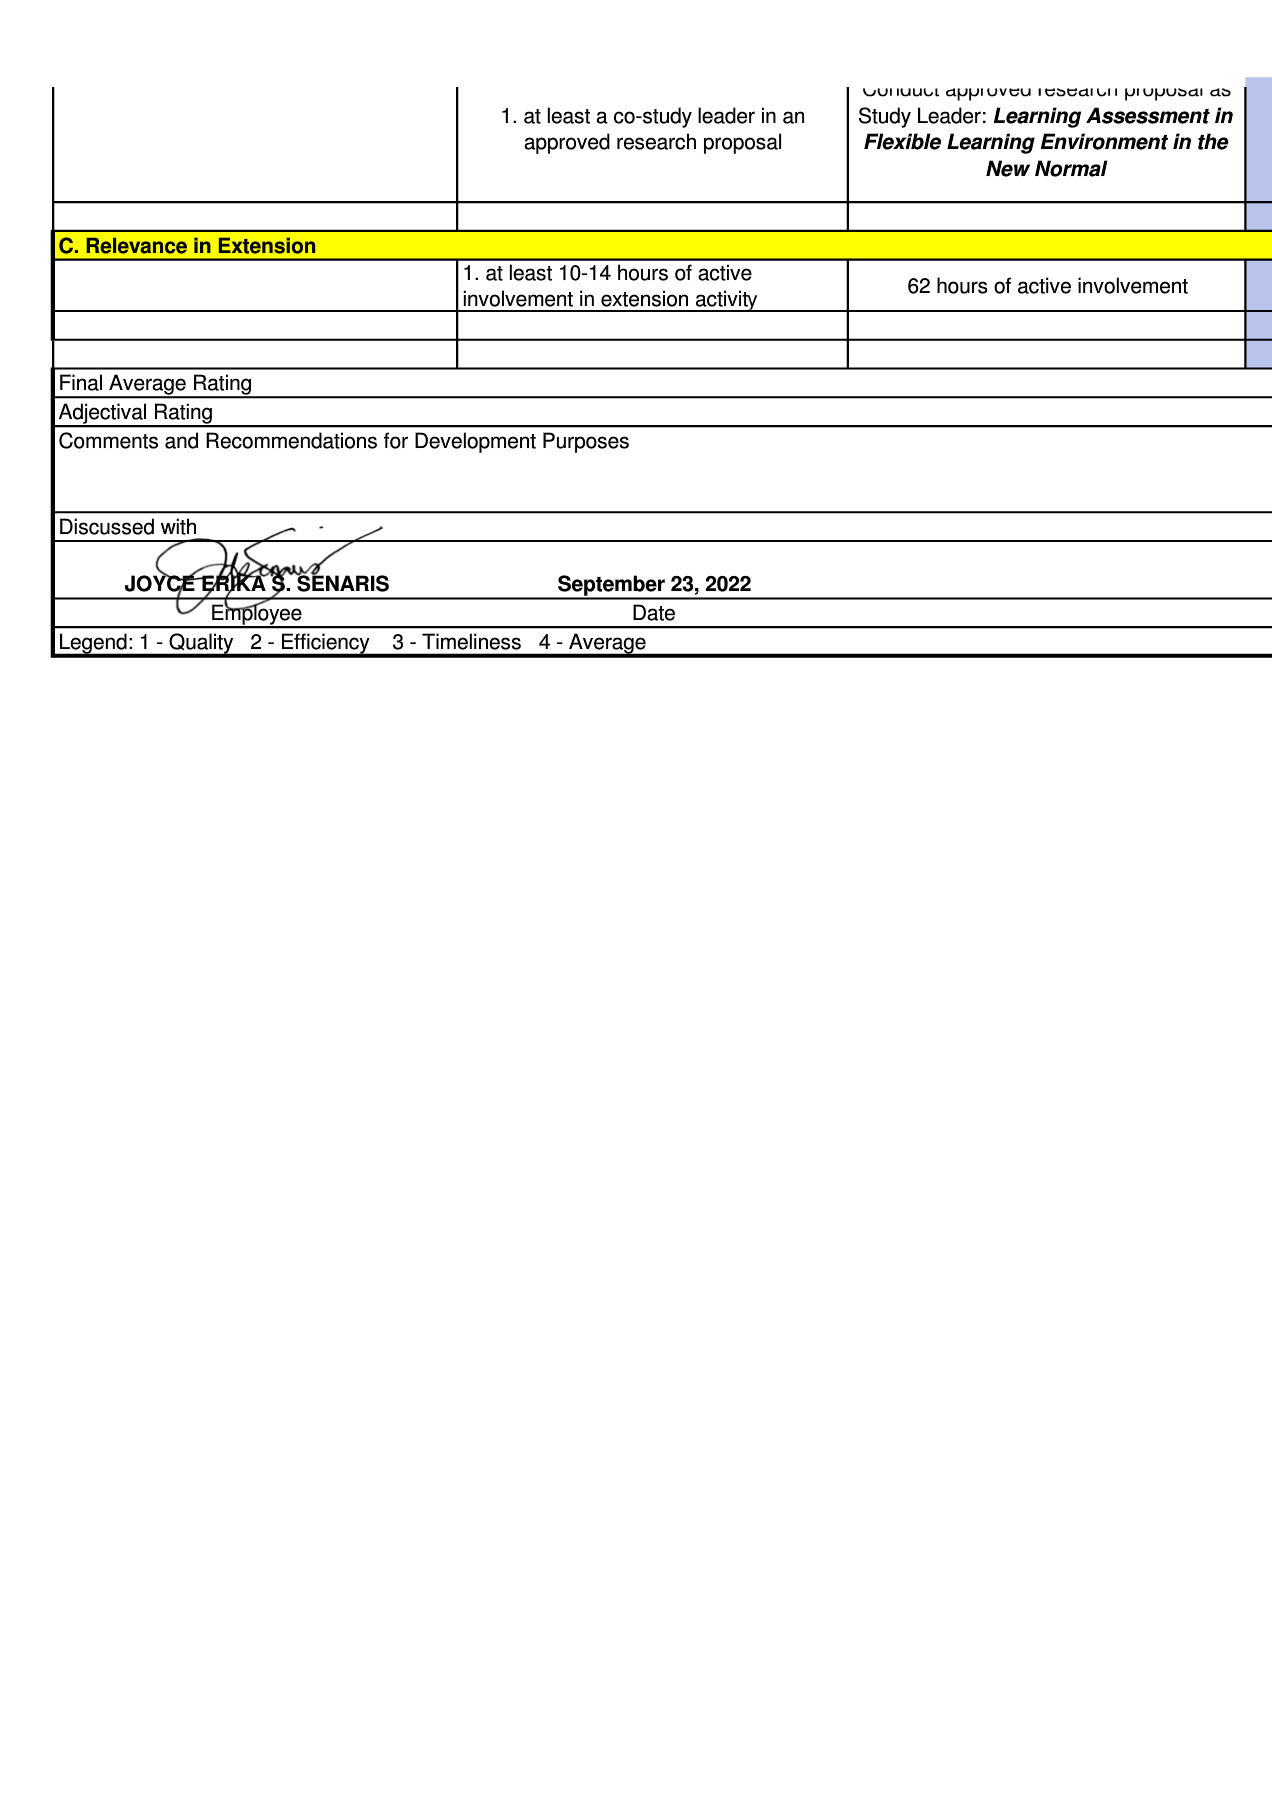 1. at least a co-study leader in an
approved research proposal
Conduct approved research proposal as
Study Leader: Learning Assessment in
Flexible Learning Environment in the
New Normal
C. Relevance in Extension
1. at least 10-14 hours of active
involvement in extension activity
62 hours of active involvement
Final Average Rating
Adjectival Rating
Comments and Recommendations for Development Purposes
Discussed with
JOYCE ERIKA S. SENARIS
September 23, 2022
Employee
Date
Legend: 1 - Quality 2 - Efficiency 3 - Timeliness 4 - Average